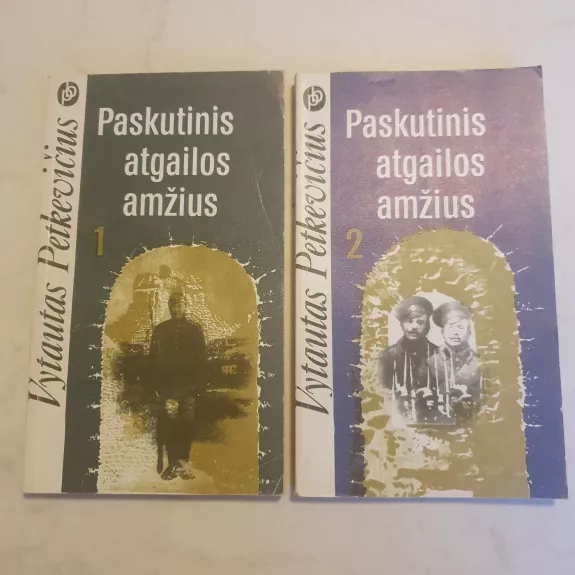 Vytautas Petkevičius
Paskutinis
atgailos
amžius
1
Vytautas Petkevičius
Paskutinis
atgailos
amžius
2